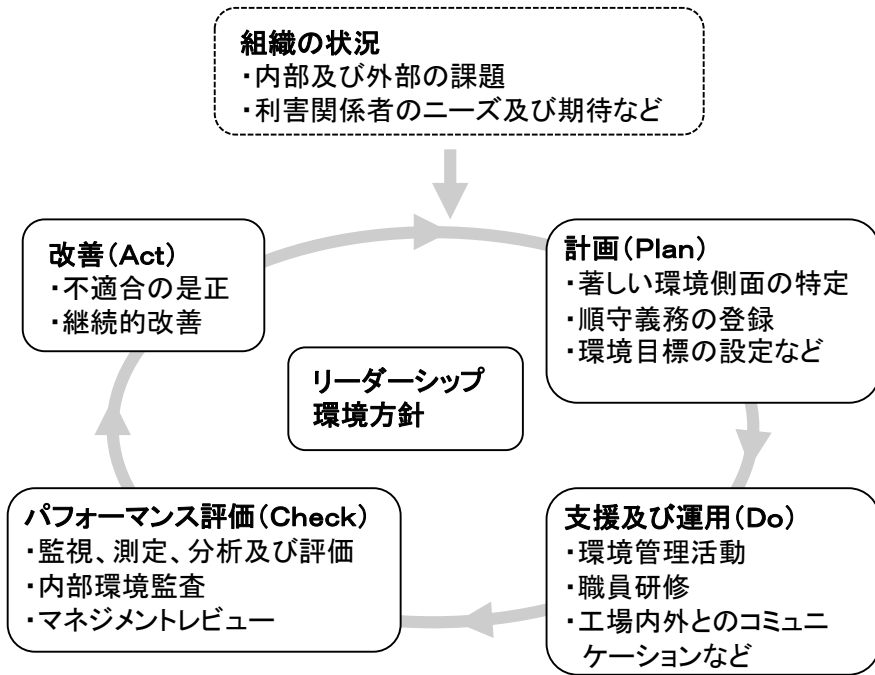 組織の状況
・内部及び外部の課題
・利害関係者のニーズ及び期待など
改善(Act)
・不適合の是正
・継続的改善
計画(Plan)
・著しい環境側面の特定
・順守義務の登録
・環境目標の設定など
リーダーシップ
環境方針
パフォーマンス評価(Check)
・監視、測定、分析及び評価
・内部環境監査
・マネジメントレビュー
支援及び運用(Do)
・環境管理活動
・職員研修
・工場内外とのコミュニ
ケーションなど